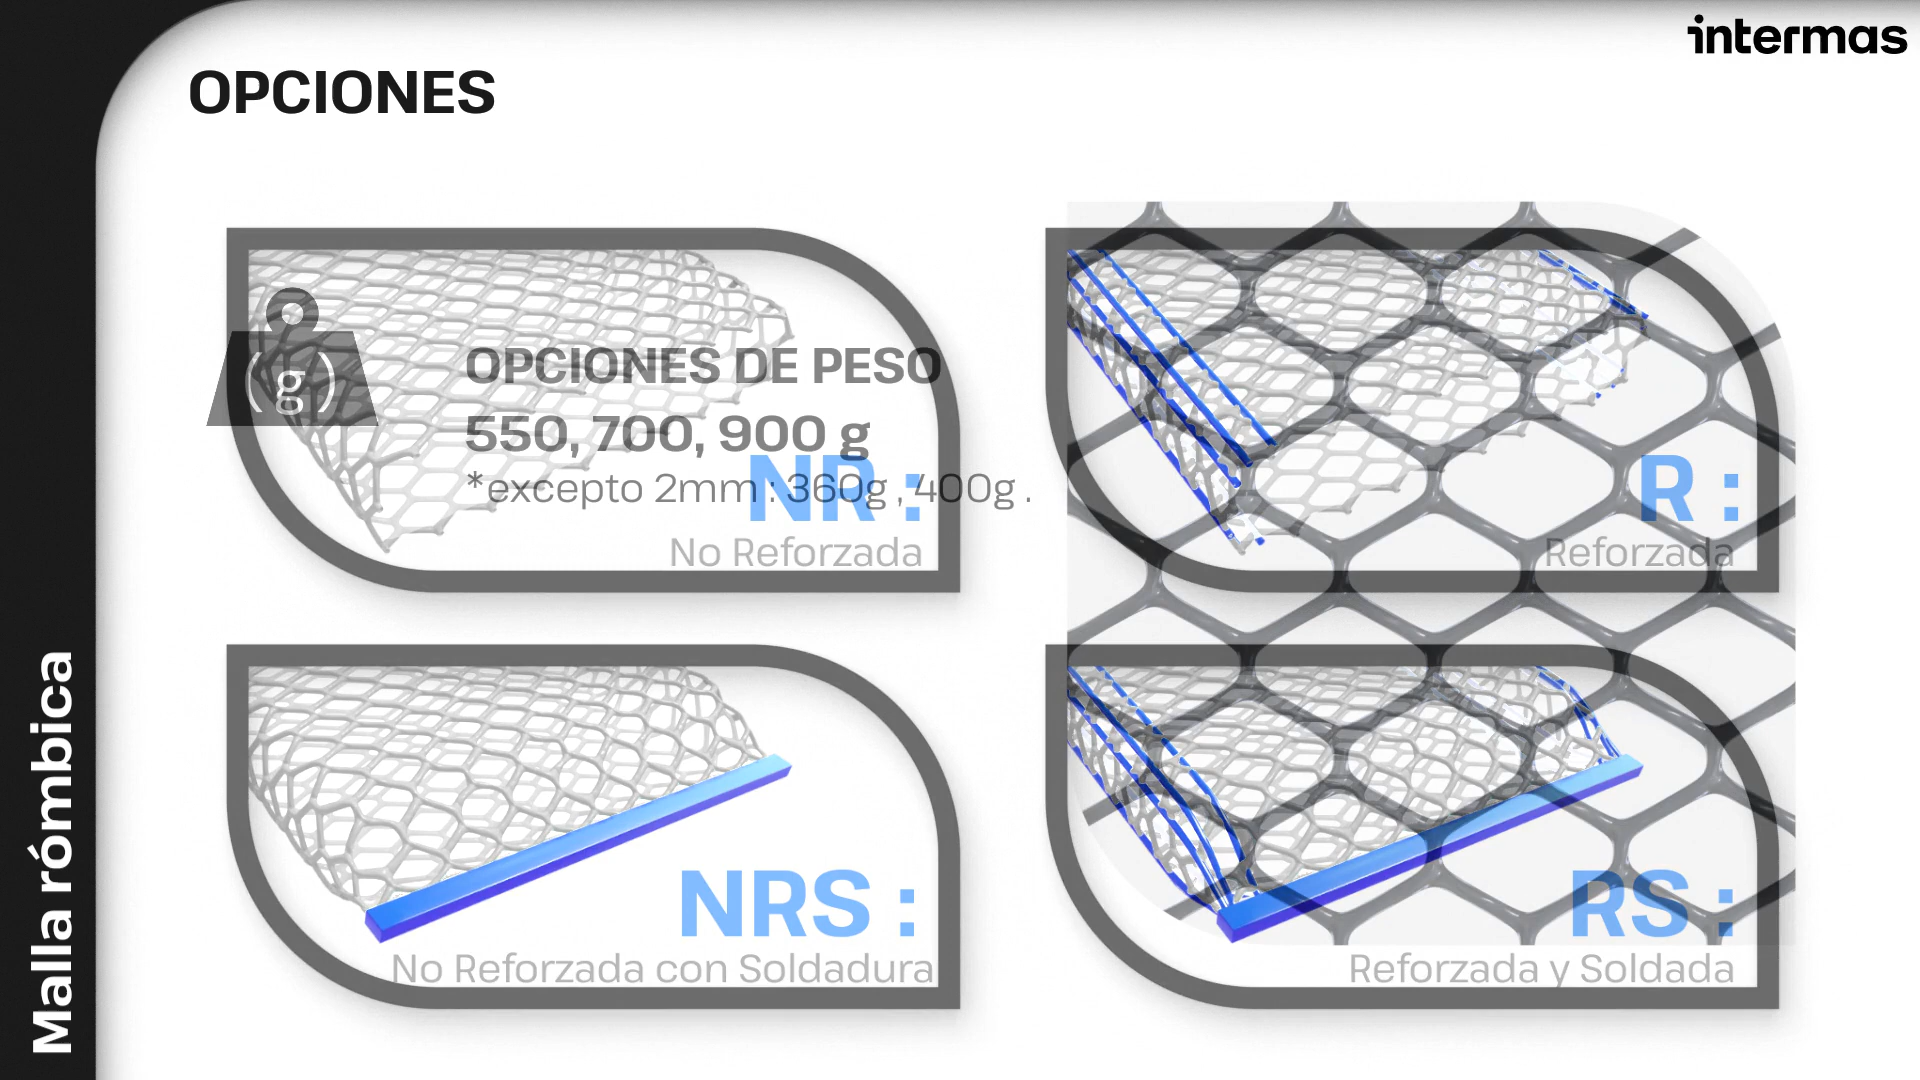 intermas
OPCIONES
(g)
OPCIONES DE PESO
550, 700, 900 g
*excepto 2mm : 360g , 400g .
NR :
No Reforzada
R :
Reforzada
NRS :
No Reforzada con Soldadura
RS :
Reforzada y Soldada
Malla rómbica